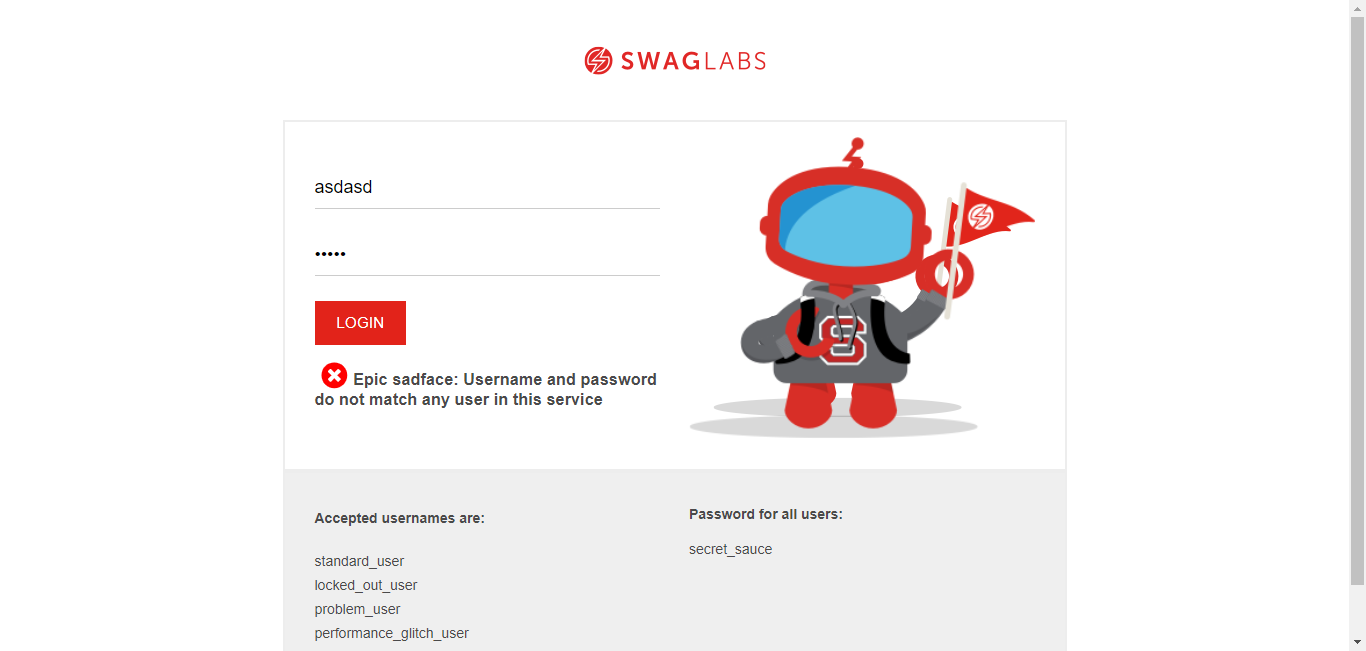 SWAGLABS
asdasd
•••••
LOGIN
Epic sadface: Username and password
do not match any user in this service
S
Accepted usernames are:
standard_user
locked_out_user
problem_user
performance_glitch_user
Password for all users:
secret_sauce